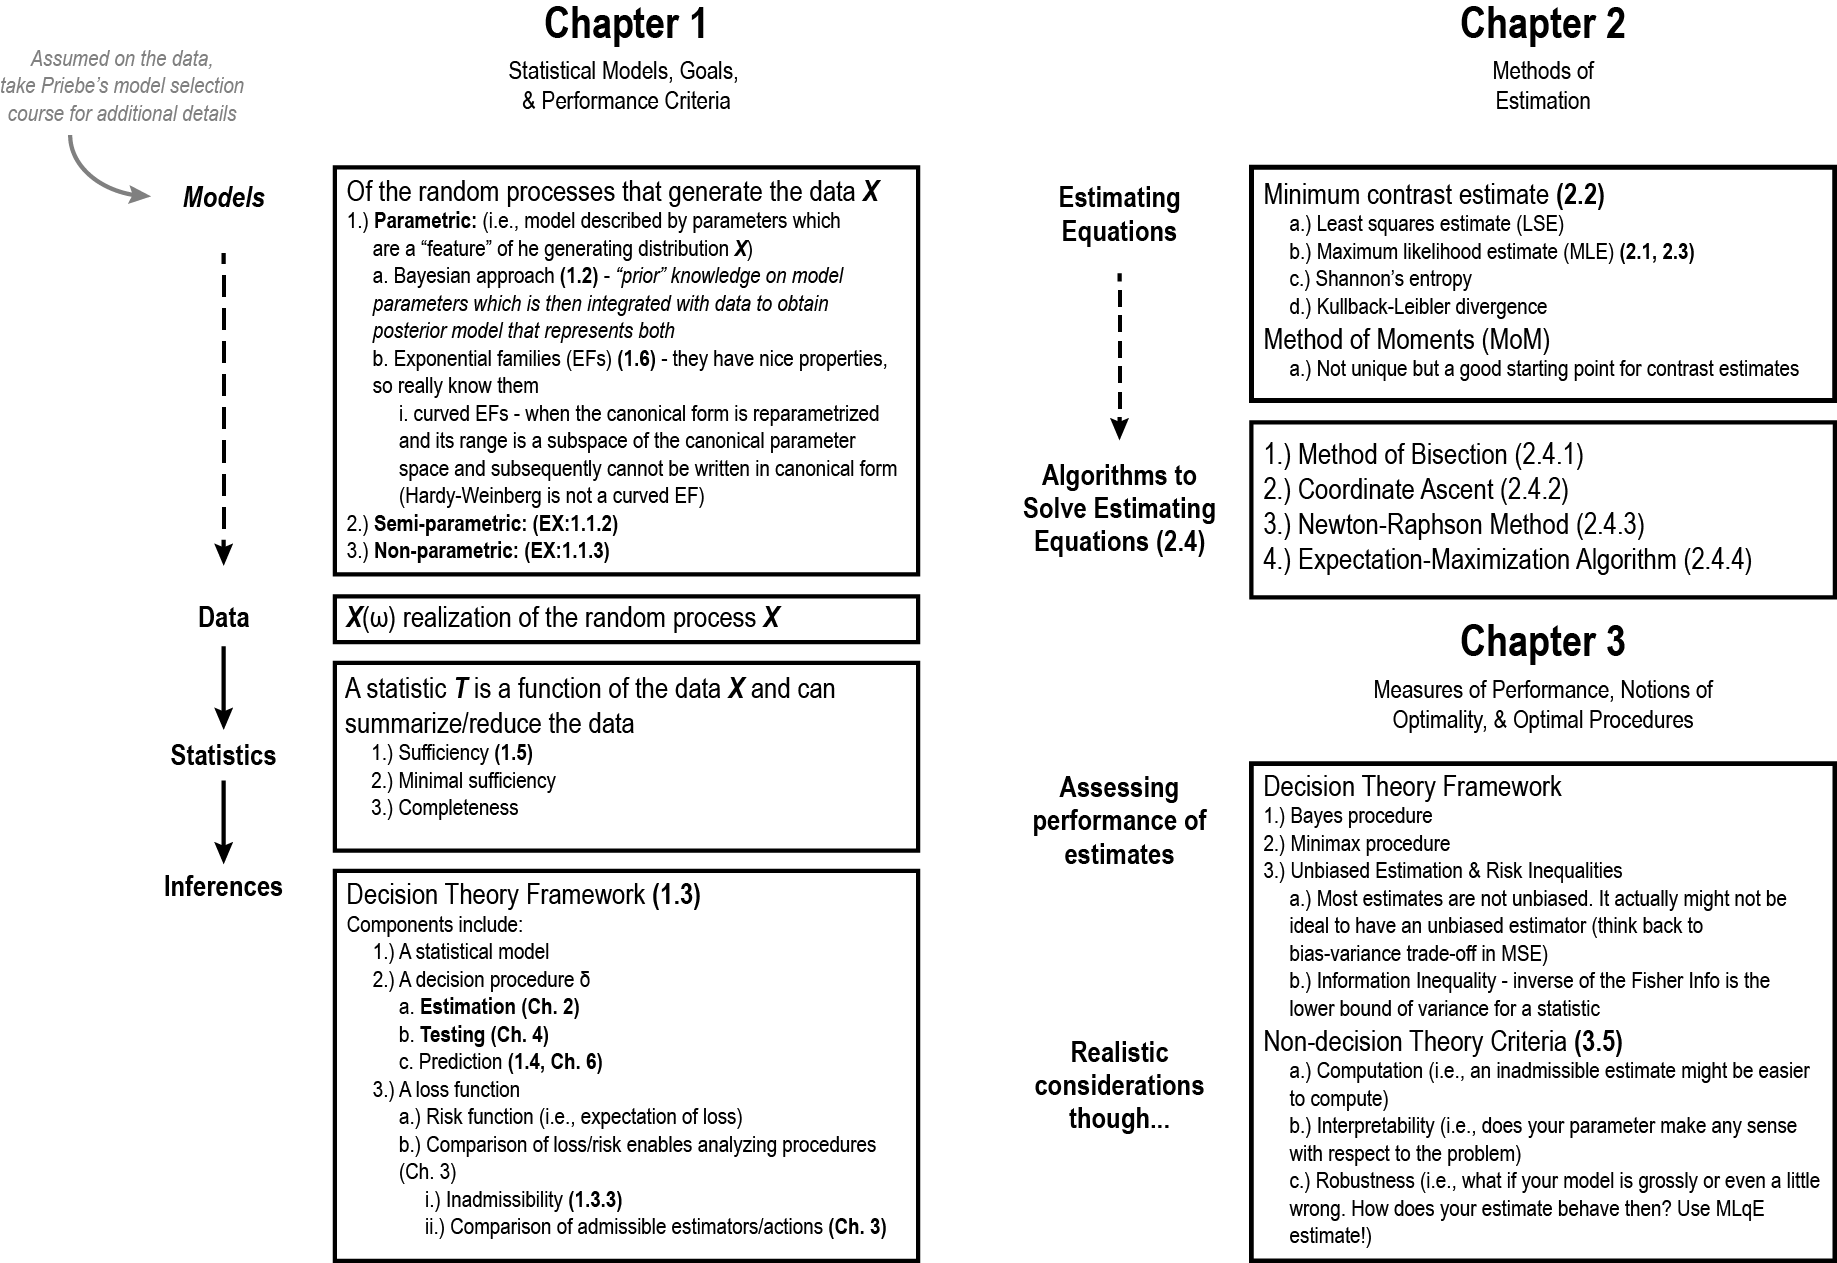 Assumed on the data,
take Priebe's model selection
course for additional details
Chapter 1
Statistical Models, Goals,
& Performance Criteria
Models
Of the random processes that generate the data X
1.) Parametric: (i.e., model described by parameters which
are a “feature” of he generating distribution X)
a. Bayesian approach (1.2) - “prior” knowledge on model
parameters which is then integrated with data to obtain
posterior model that represents both
b. Exponential families (EFs) (1.6) - they have nice properties,
so really know them
i. curved EFs - when the canonical form is reparametrized
and its range is a subspace of the canonical parameter
space and subsequently cannot be written in canonical form
(Hardy-Weinberg is not a curved EF)
2.) Semi-parametric: (EX:1.1.2)
3.) Non-parametric: (EX:1.1.3)
Data
X(ω) realization of the random process X
Statistics
A statistic T is a function of the data X and can
summarize/reduce the data
1.) Sufficiency (1.5)
2.) Minimal sufficiency
3.) Completeness
Inferences
Decision Theory Framework (1.3)
Components include:
1.) A statistical model
2.) A decision procedure δ
a. Estimation (Ch. 2)
b. Testing (Ch. 4)
c. Prediction (1.4, Ch. 6)
3.) A loss function
a.) Risk function (i.e., expectation of loss)
b.) Comparison of loss/risk enables analyzing procedures
(Ch. 3)
i.) Inadmissibility (1.3.3)
ii.) Comparison of admissible estimators/actions (Ch. 3)
Chapter 2
Methods of
Estimation
Estimating
Equations
Minimum contrast estimate (2.2)
a.) Least squares estimate (LSE)
b.) Maximum likelihood estimate (MLE) (2.1, 2.3)
c.) Shannon's entropy
d.) Kullback-Leibler divergence
Method of Moments (MoM)
a.) Not unique but a good starting point for contrast estimates
Algorithms to
Solve Estimating
Equations (2.4)
1.) Method of Bisection (2.4.1)
2.) Coordinate Ascent (2.4.2)
3.) Newton-Raphson Method (2.4.3)
4.) Expectation-Maximization Algorithm (2.4.4)
Chapter 3
Measures of Performance, Notions of
Optimality, & Optimal Procedures
Assessing
performance of
estimates
Decision Theory Framework
1.) Bayes procedure
2.) Minimax procedure
3.) Unbiased Estimation & Risk Inequalities
a.) Most estimates are not unbiased. It actually might not be
ideal to have an unbiased estimator (think back to
bias-variance trade-off in MSE)
b.) Information Inequality - inverse of the Fisher Info is the
lower bound of variance for a statistic
Realistic
considerations
though...
Non-decision Theory Criteria (3.5)
a.) Computation (i.e., an inadmissible estimate might be easier
to compute)
b.) Interpretability (i.e., does your parameter make any sense
with respect to the problem)
c.) Robustness (i.e., what if your model is grossly or even a little
wrong. How does your estimate behave then? Use MLqE
estimate!)